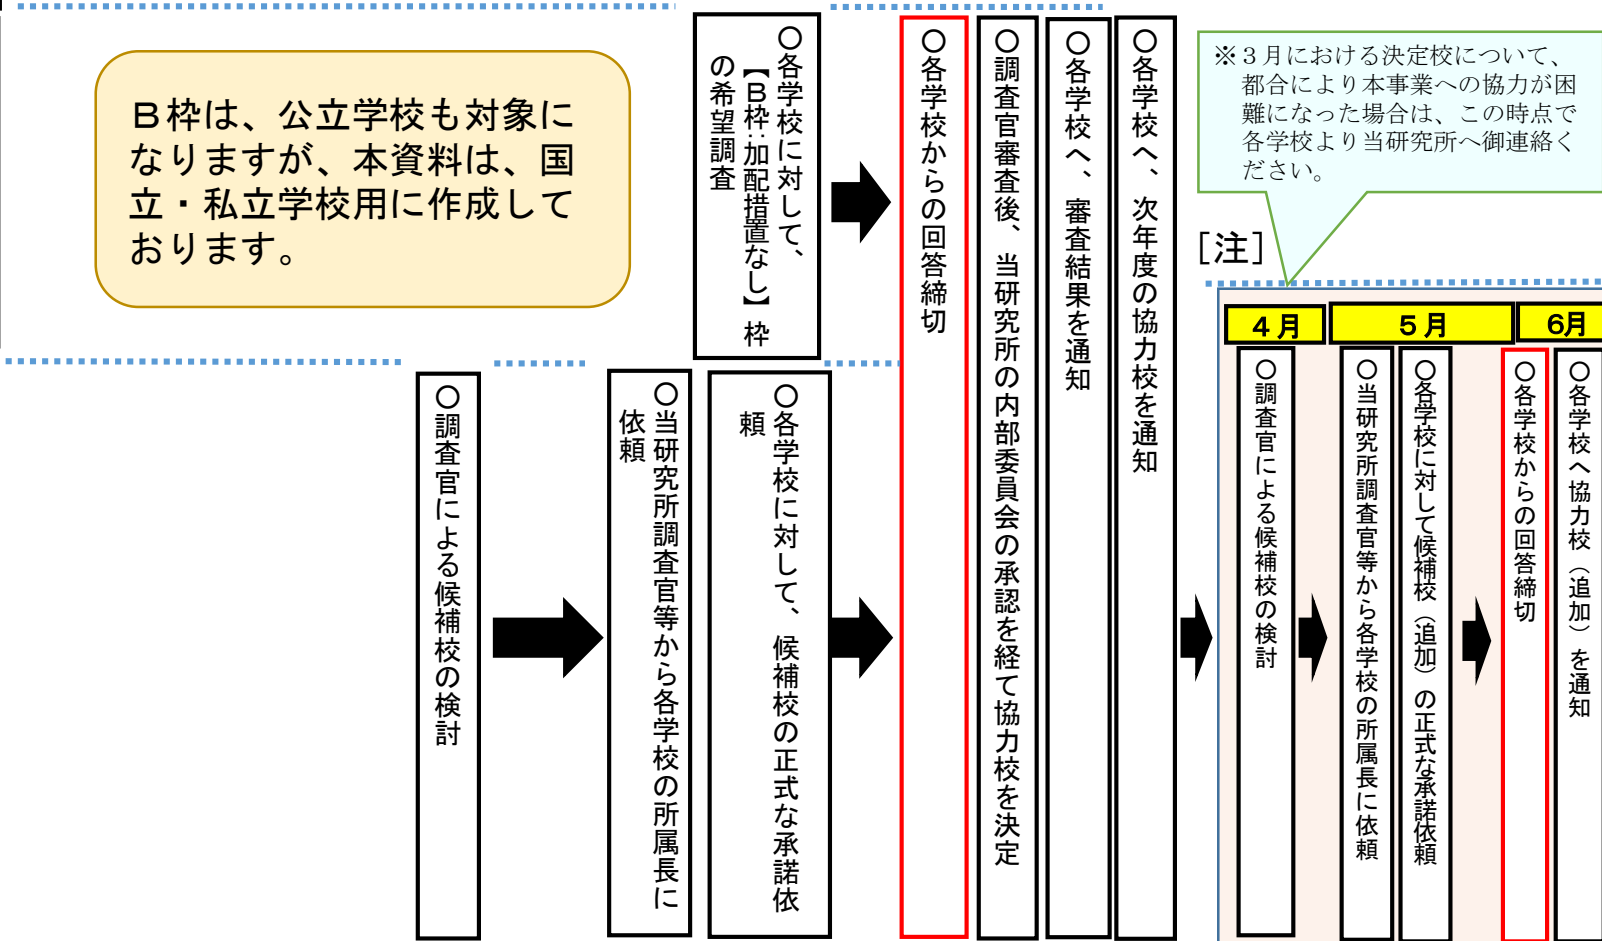 B枠は、公立学校も対象に
なりますが、本資料は、国
立・私立学校用に作成して
おります。
○各学校に対して、
【B枠:加配措置なし】枠
の希望調査
○調査官による候補校の検討
○当研究所調査官等から各学校の所属長に
依頼
○各学校に対して、候補校の正式な承諾依
頼
○各学校からの回答締切
○調査官審査後、当研究所の内部委員会の承認を経て協力校を決定
○各学校へ、審査結果を通知
○各学校へ、次年度の協力校を通知
※3月における決定校について、
都合により本事業への協力が困
難になった場合は、この時点で
各学校より当研究所へ御連絡く
ださい。
[注]
4月
5月
6月
○調査官による候補校の検討
○当研究所調査官等から各学校の所属長に依頼
○各学校に対して候補校(追加)の正式な承諾依頼
○各学校からの回答締切
○各学校へ協力校(追加)を通知